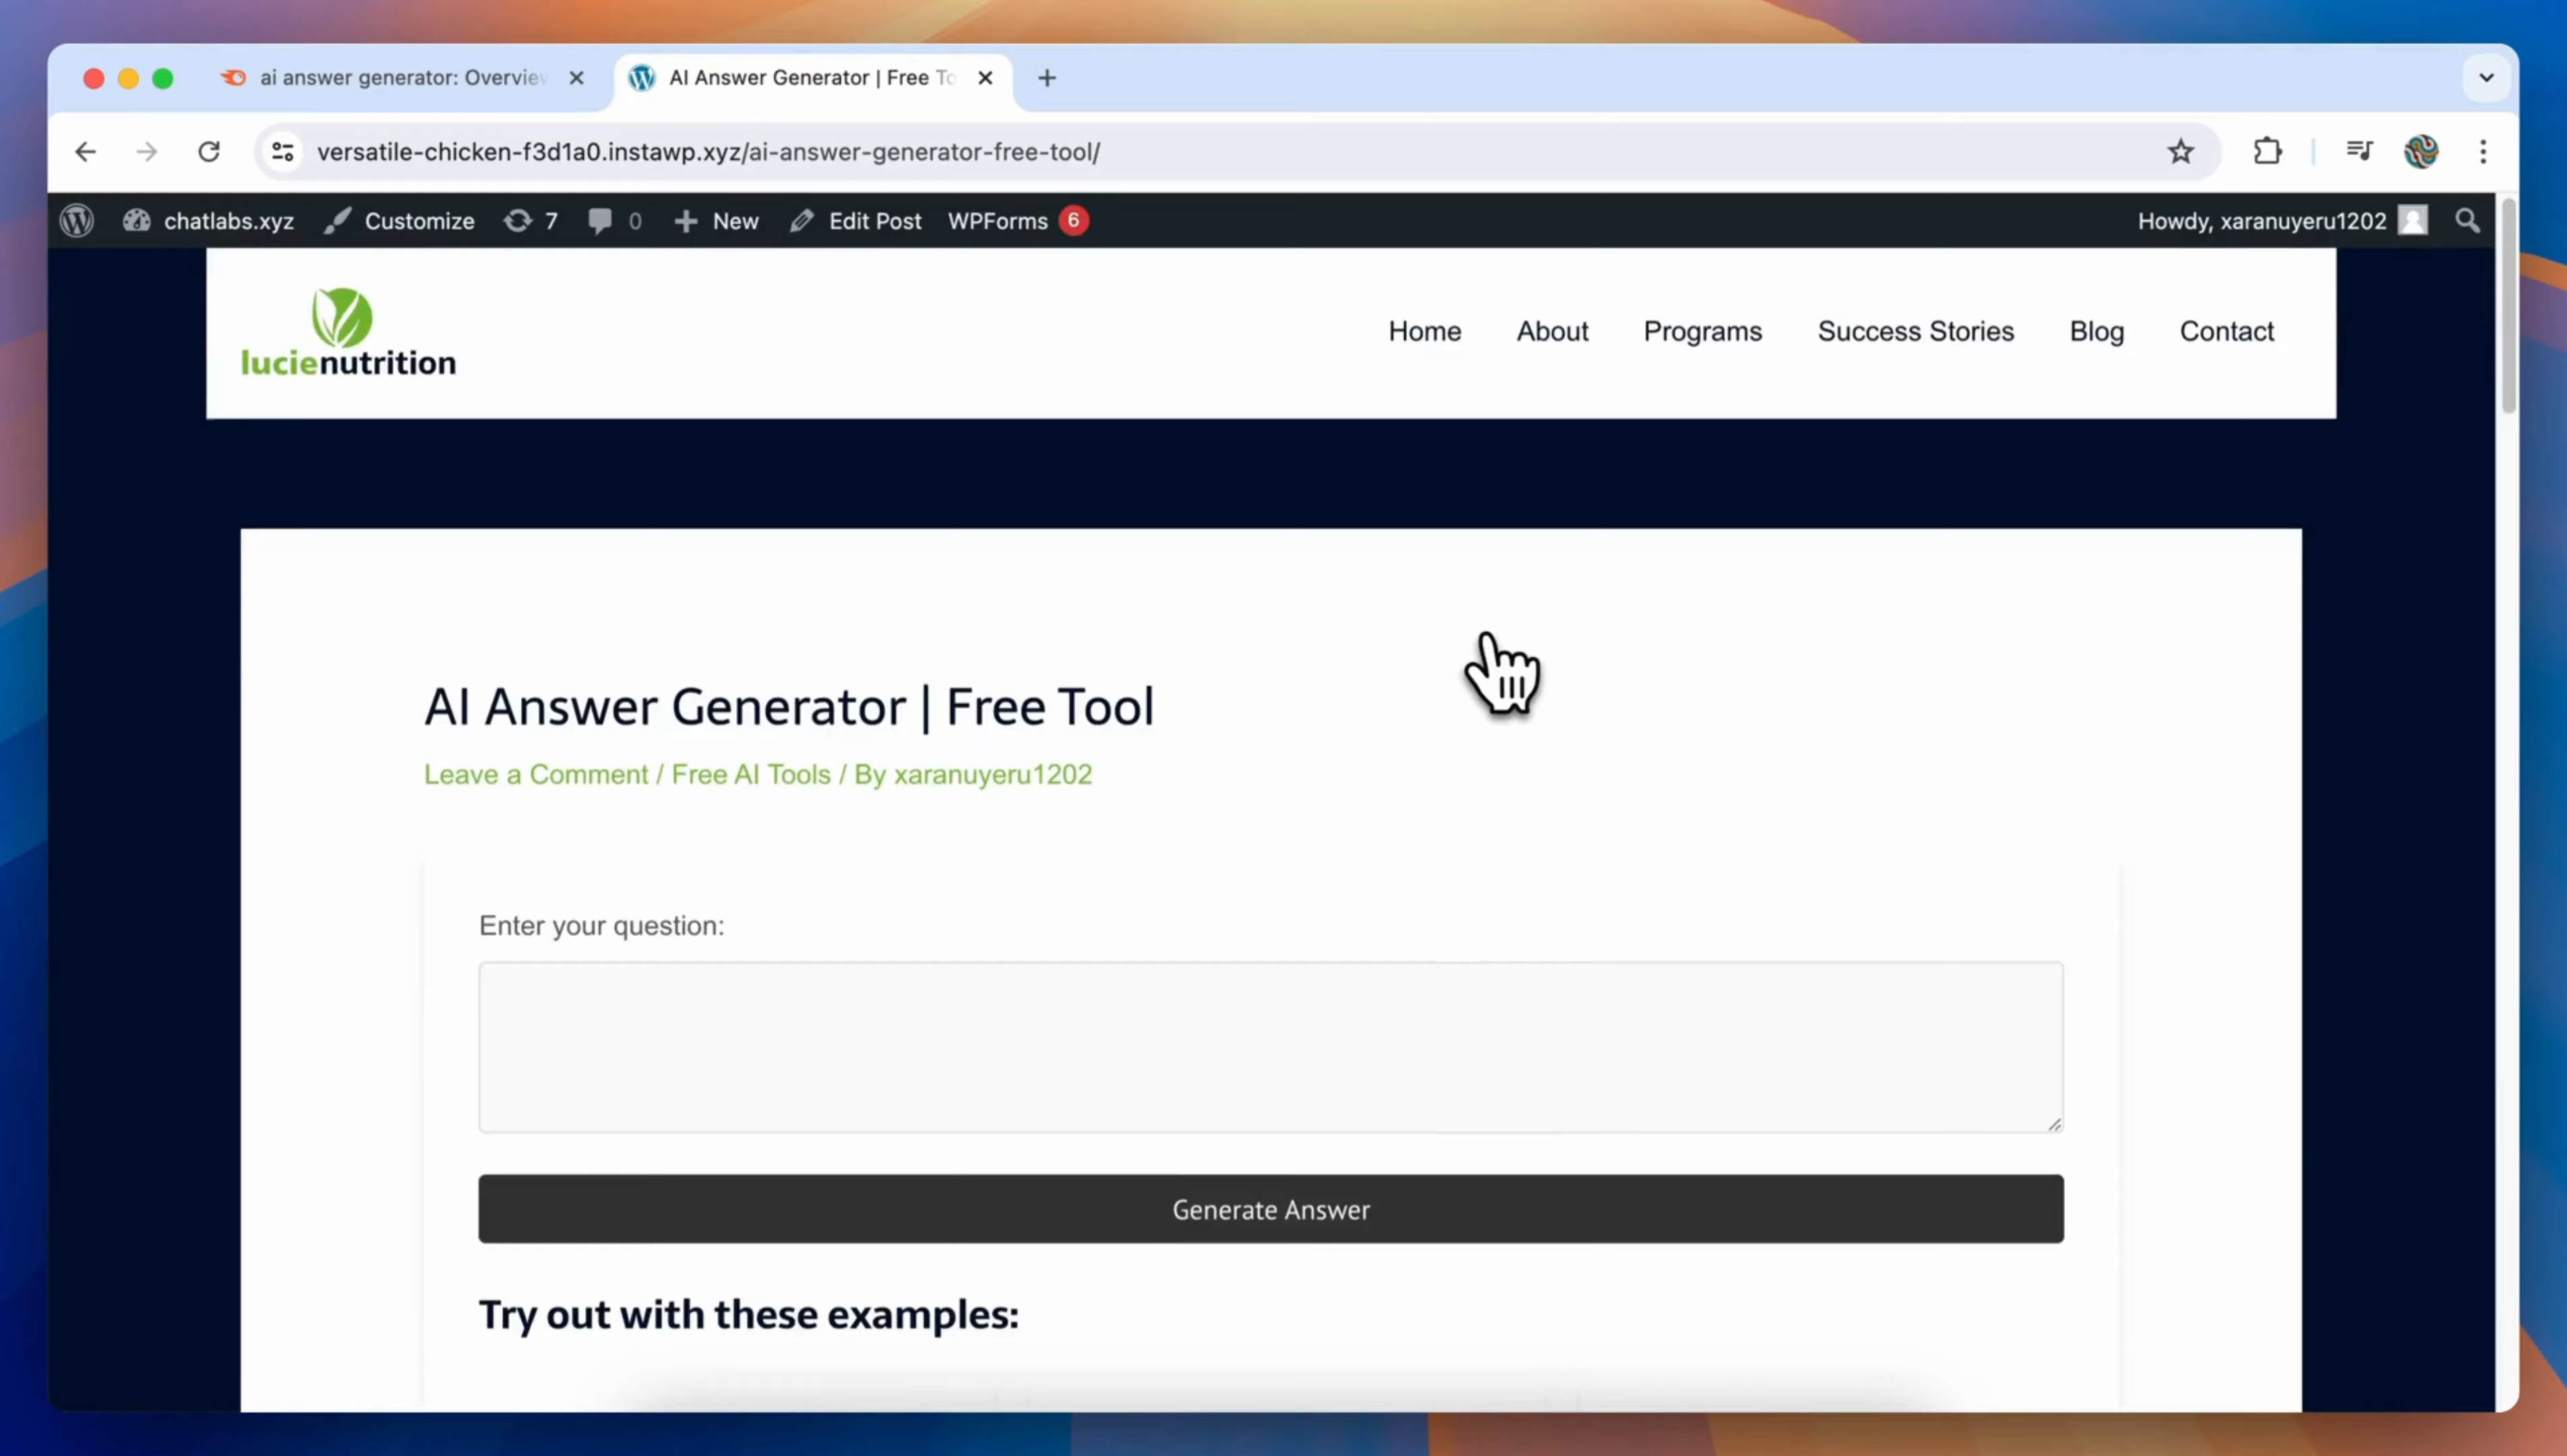 ai answer generator: Overview
AI Answer Generator | Free To
versatile-chicken-f3d1a0.instawp.xyz/ai-answer-generator-free-tool/
chatlabs.xyz Customize 7 0 New Edit Post WPForms 6 Howdy, xaranuyeru1202
lucienutrition
Home About Programs Success Stories Blog Contact
AI Answer Generator | Free Tool
Leave a Comment / Free AI Tools / By xaranuyeru1202
Enter your question:
Generate Answer
Try out with these examples: